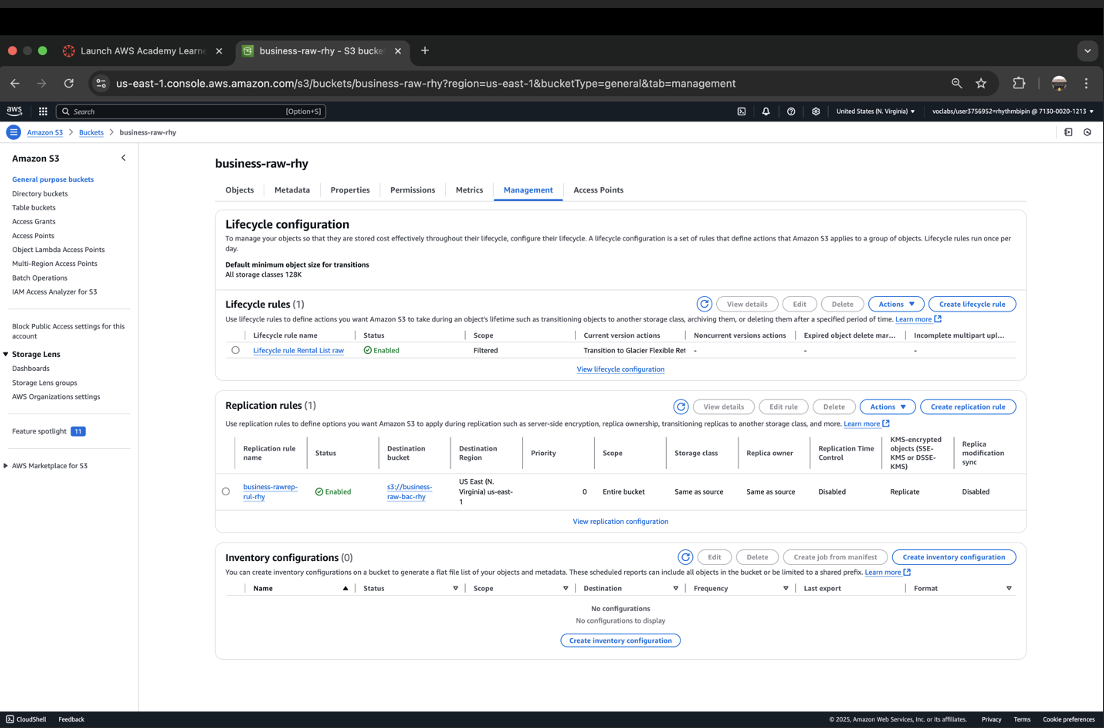 Launch AWS Academy Learne
business-raw-rhy - S3 bucke
us-east-1.console.aws.amazon.com/s3/buckets/business-raw-rhy?region=us-east-1&bucketType=general&tab=management
aws
Search [Option+S]
United States (N. Virginia)
voclabs/user3756952=rhythmbipin @ 7130-0020-1213
Amazon S3 > Buckets > business-raw-rhy
Amazon S3
General purpose buckets
Directory buckets
Table buckets
Access Grants
Access Points
Object Lambda Access Points
Multi-Region Access Points
Batch Operations
IAM Access Analyzer for S3
Block Public Access settings for this
account
Storage Lens
Dashboards
Storage Lens groups
AWS Organizations settings
Feature spotlight 11
AWS Marketplace for S3
business-raw-rhy
Objects Metadata Properties Permissions Metrics Management Access Points
Lifecycle configuration
To manage your objects so that they are stored cost effectively throughout their lifecycle, configure their lifecycle. A lifecycle configuration is a set of rules that define actions that Amazon S3 applies to a group of objects. Lifecycle rules run once per
day.
Default minimum object size for transitions
All storage classes 128K
Lifecycle rules (1)
View details Edit Delete Actions Create lifecycle rule
Use lifecycle rules to define actions you want Amazon S3 to take during an object's lifetime such as transitioning objects to another storage class, archiving them, or deleting them after a specified period of time. Learn more
Lifecycle rule name Status Scope Current version actions Noncurrent versions actions Expired object delete mar... Incomplete multipart upl...
Lifecycle rule Rental List raw Enabled Filtered Transition to Glacier Flexible Ret - - -
View lifecycle configuration
Replication rules (1)
View details Edit rule Delete Actions Create replication rule
Use replication rules to define options you want Amazon S3 to apply during replication such as server-side encryption, replica ownership, transitioning replicas to another storage class, and more. Learn more
Replication rule name Status Destination bucket Destination Region Priority Scope Storage class Replica owner Replication Time Control KMS-encrypted objects (SSE-KMS or DSSE-KMS) Replica modification sync
business-rawrep-rul-rhy Enabled s3://business-raw-bac-rhy US East (N. Virginia) us-east-1 0 Entire bucket Same as source Same as source Disabled Replicate Disabled
View replication configuration
Inventory configurations (0)
Edit Delete Create job from manifest Create inventory configuration
You can create inventory configurations on a bucket to generate a flat file list of your objects and metadata. These scheduled reports can include all objects in the bucket or be limited to a shared prefix. Learn more
Name Status Scope Destination Frequency Last export Format
No configurations
No configurations to display
Create inventory configuration
CloudShell Feedback
© 2025, Amazon Web Services, Inc. or its affiliates. Privacy Terms Cookie preferences